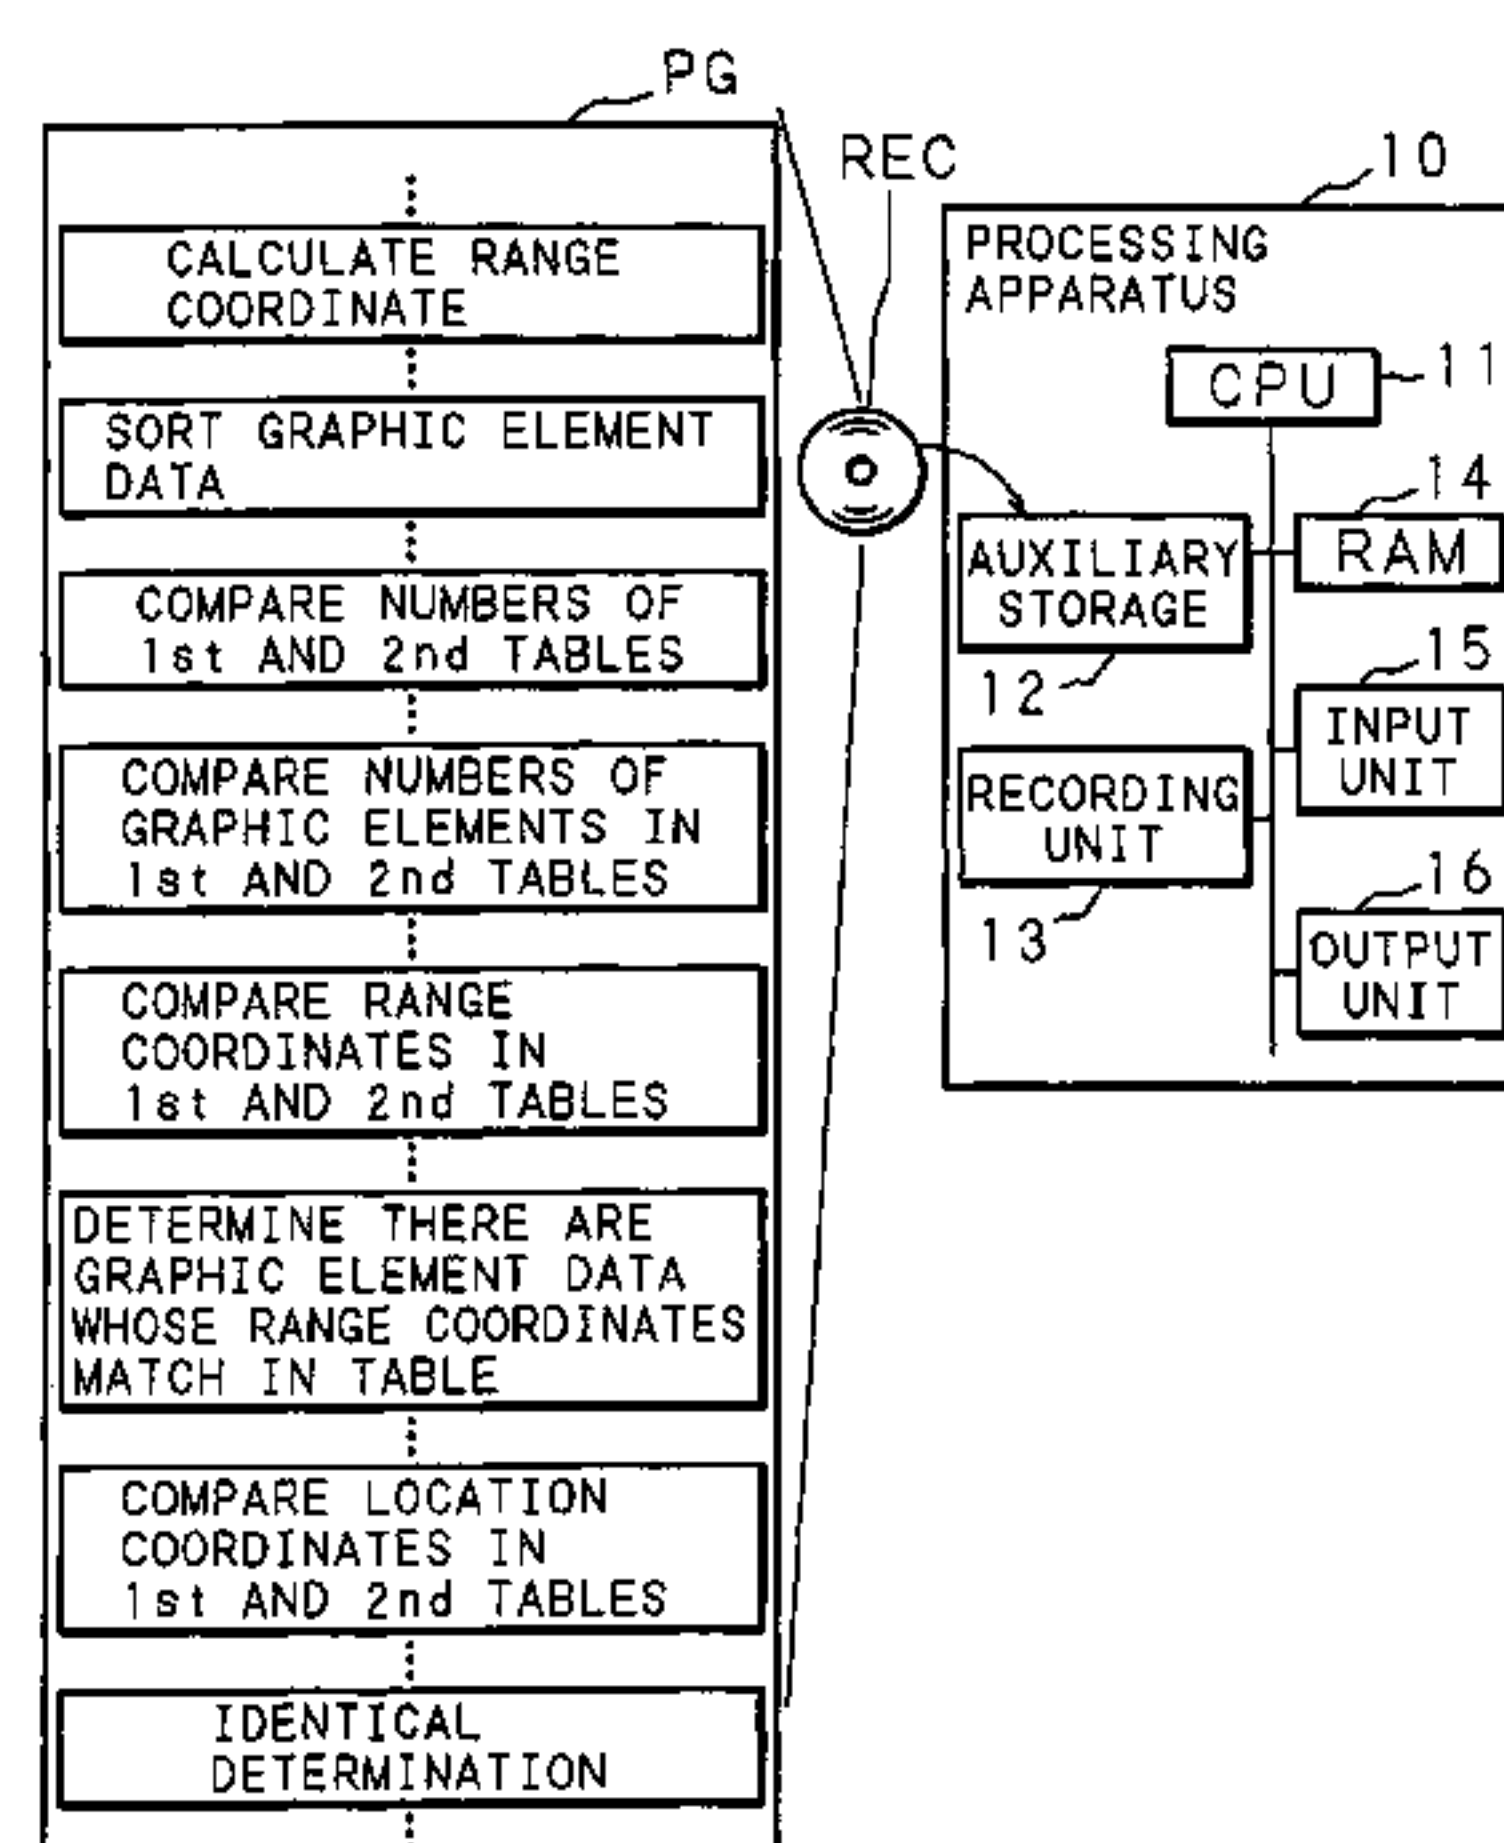 PG
CALCULATE RANGE
COORDINATE
SORT GRAPHIC ELEMENT
DATA
COMPARE NUMBERS OF
1st AND 2nd TABLES
COMPARE NUMBERS OF
GRAPHIC ELEMENTS IN
1st AND 2nd TABLES
COMPARE RANGE
COORDINATES IN
1st AND 2nd TABLES
DETERMINE THERE ARE
GRAPHIC ELEMENT DATA
WHOSE RANGE COORDINATES
MATCH IN TABLE
COMPARE LOCATION
COORDINATES IN
1st AND 2nd TABLES
IDENTICAL
DETERMINATION
REC
10
PROCESSING
APPARATUS
CPU
11
AUXILIARY
STORAGE
12
14
RAM
15
INPUT
UNIT
RECORDING
UNIT
13
16
OUTPUT
UNIT